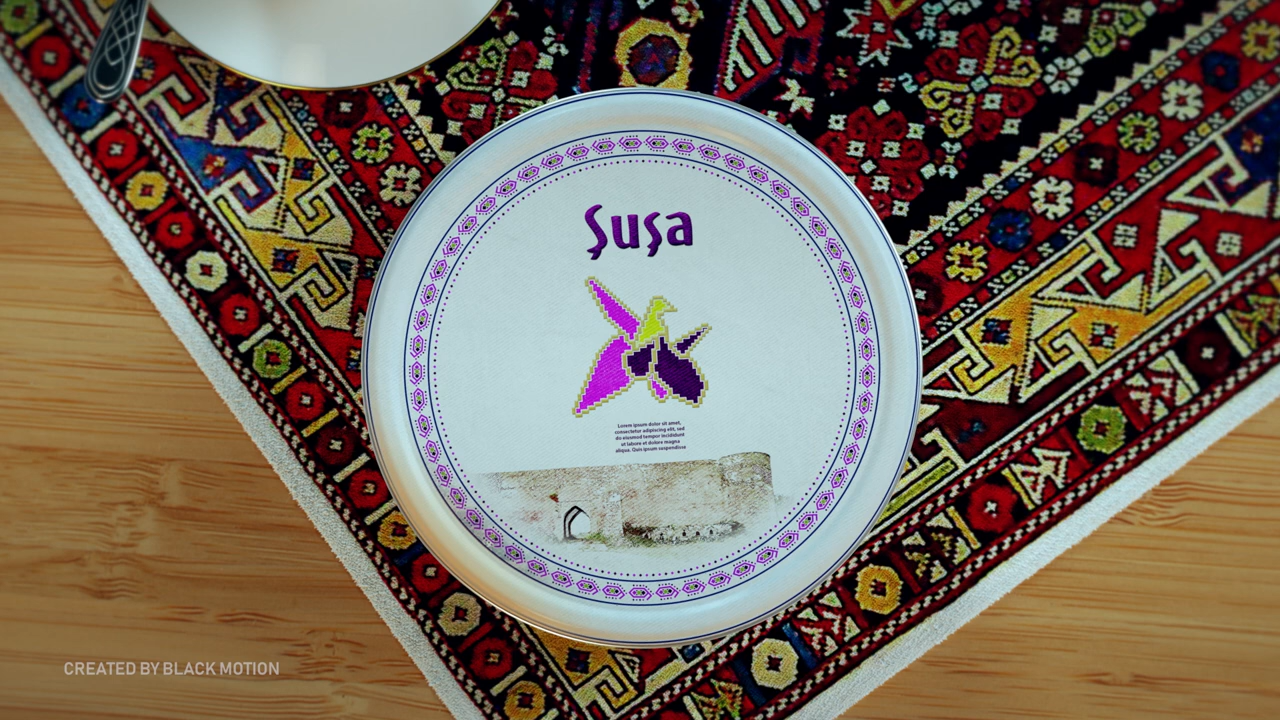 Şuşa
Lorem ipsum dolor sit amet,
consectetur adipiscing elit, sed
do eiusmod tempor incididunt
ut labore et dolore magna
aliqua. Quis ipsum suspendisse
CREATED BY BLACK MOTION